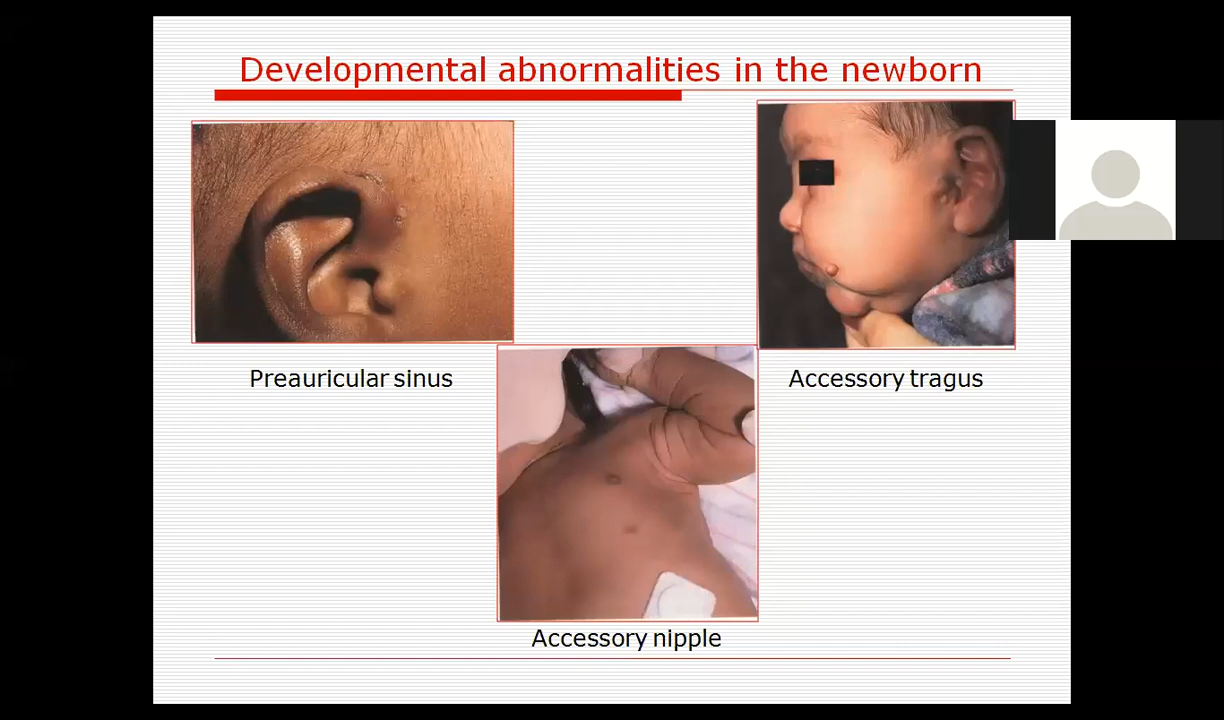 Developmental abnormalities in the newborn
Preauricular sinus
Accessory tragus
Accessory nipple